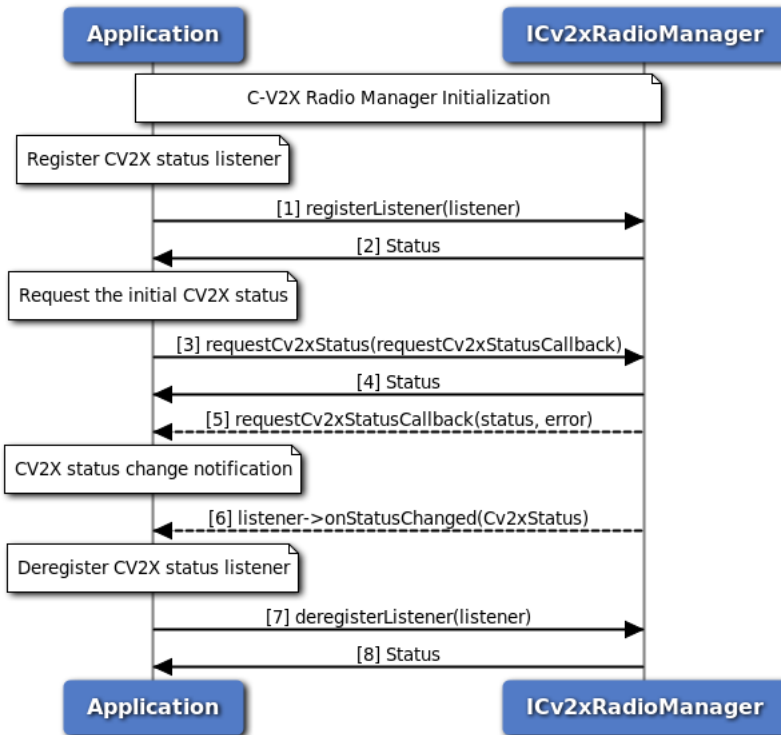 Application ICv2xRadioManager
C-V2X Radio Manager Initialization
Register CV2X status listener
[1] registerListener(listener)
[2] Status
Request the initial CV2X status
[3] requestCv2xStatus(requestCv2xStatusCallback)
[4] Status
[5] requestCv2xStatusCallback(status, error)
CV2X status change notification
[6] listener->onStatusChanged(Cv2xStatus)
Deregister CV2X status listener
[7] deregisterListener(listener)
[8] Status
Application ICv2xRadioManager